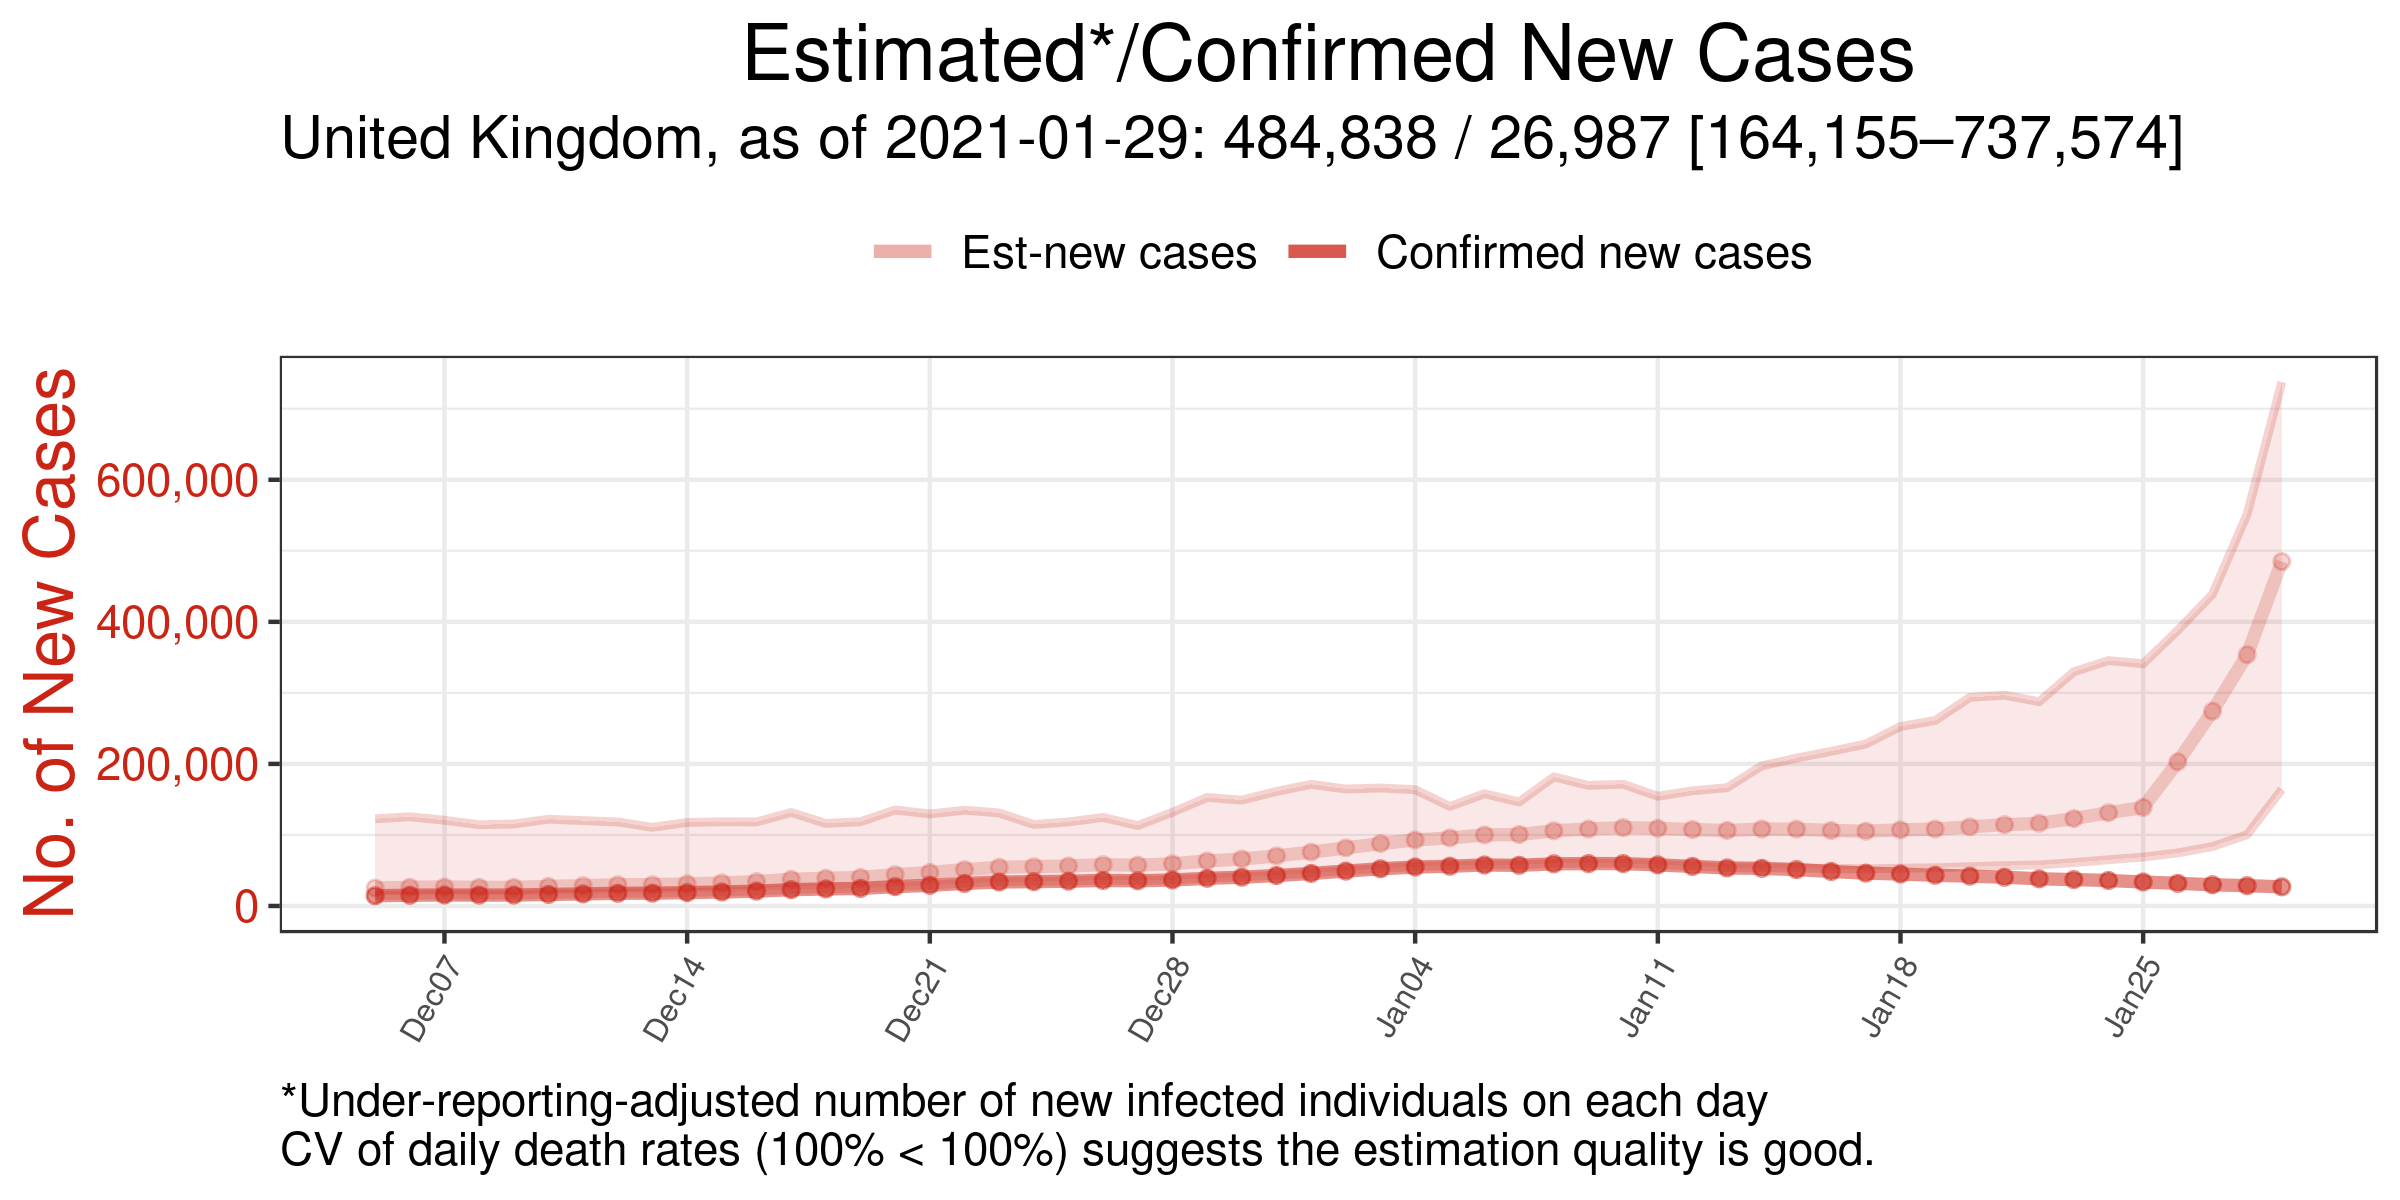 Estimated*/Confirmed New Cases
United Kingdom, as of 2021-01-29: 484,838 / 26,987 [164,155–737,574]
Est-new cases
Confirmed new cases
No. of New Cases
600,000
400,000
200,000
0
Dec07
Dec14
Dec21
Dec28
Jan04
Jan11
Jan18
Jan25
*Under-reporting-adjusted number of new infected individuals on each day
CV of daily death rates (100% < 100%) suggests the estimation quality is good.